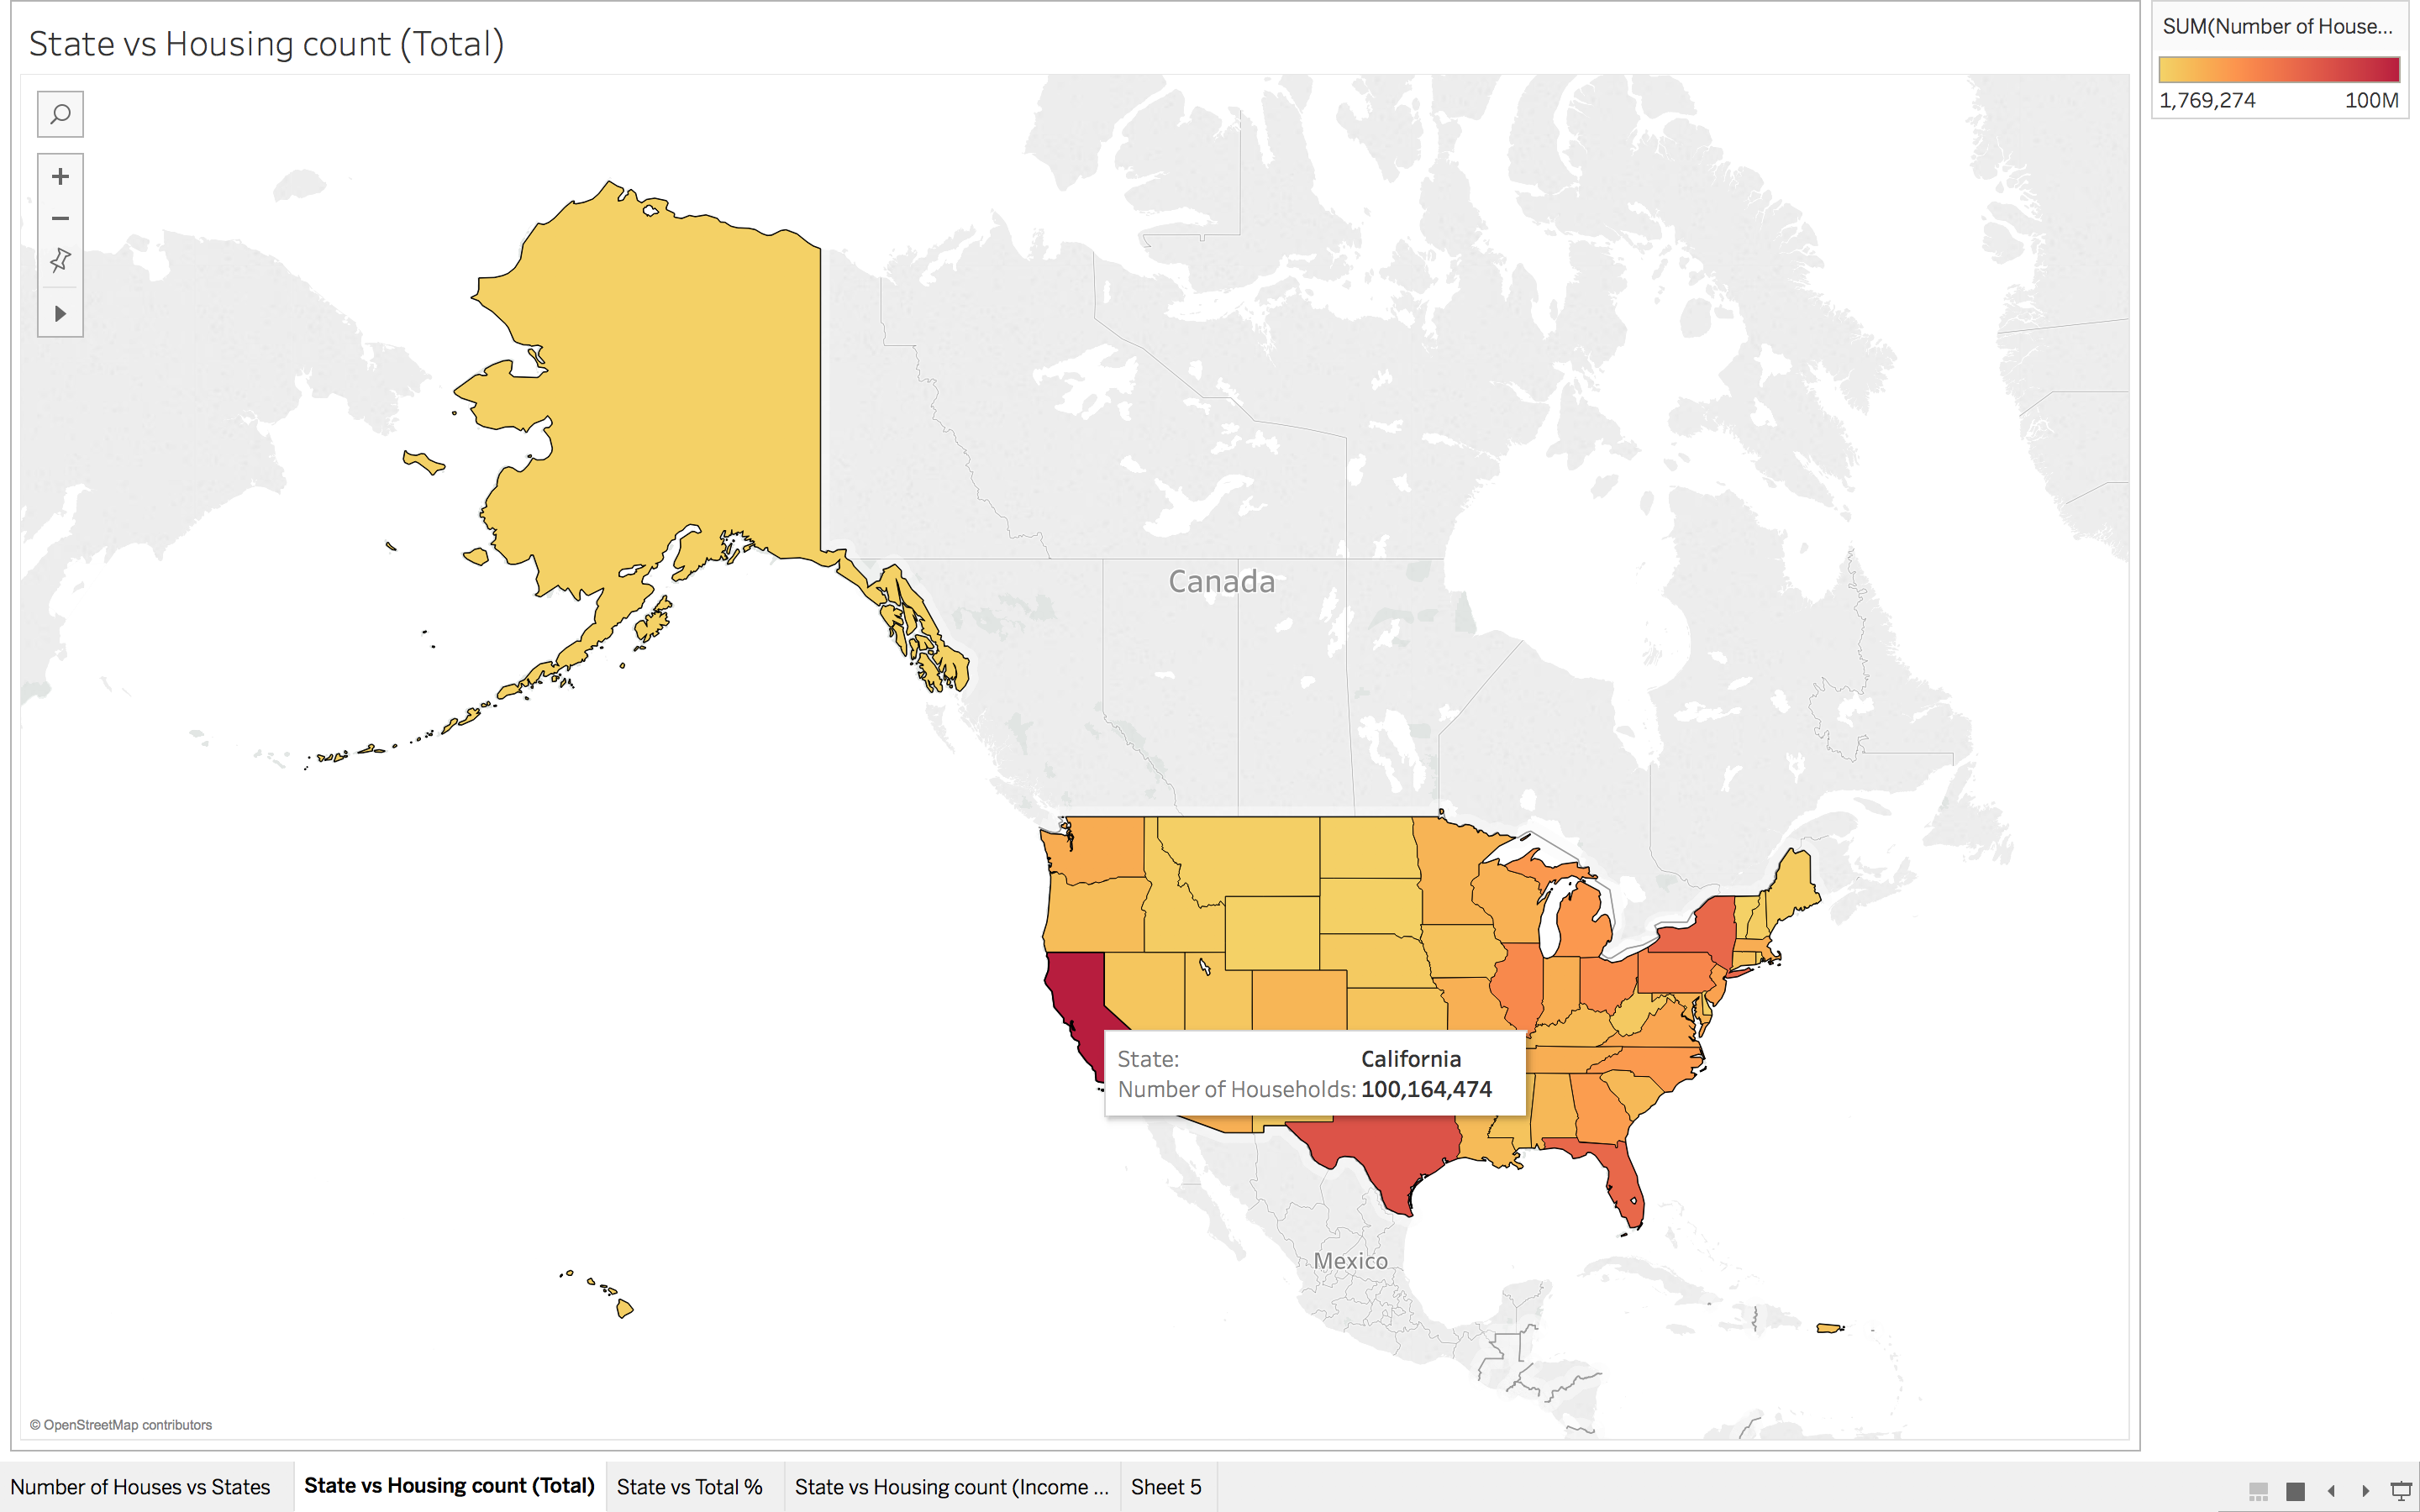 State vs Housing count (Total)
SUM(Number of House...
1,769,274 100M
Canada
State: California
Number of Households: 100,164,474
Mexico
© OpenStreetMap contributors
Number of Houses vs States State vs Housing count (Total) State vs Total % State vs Housing count (Income ... Sheet 5